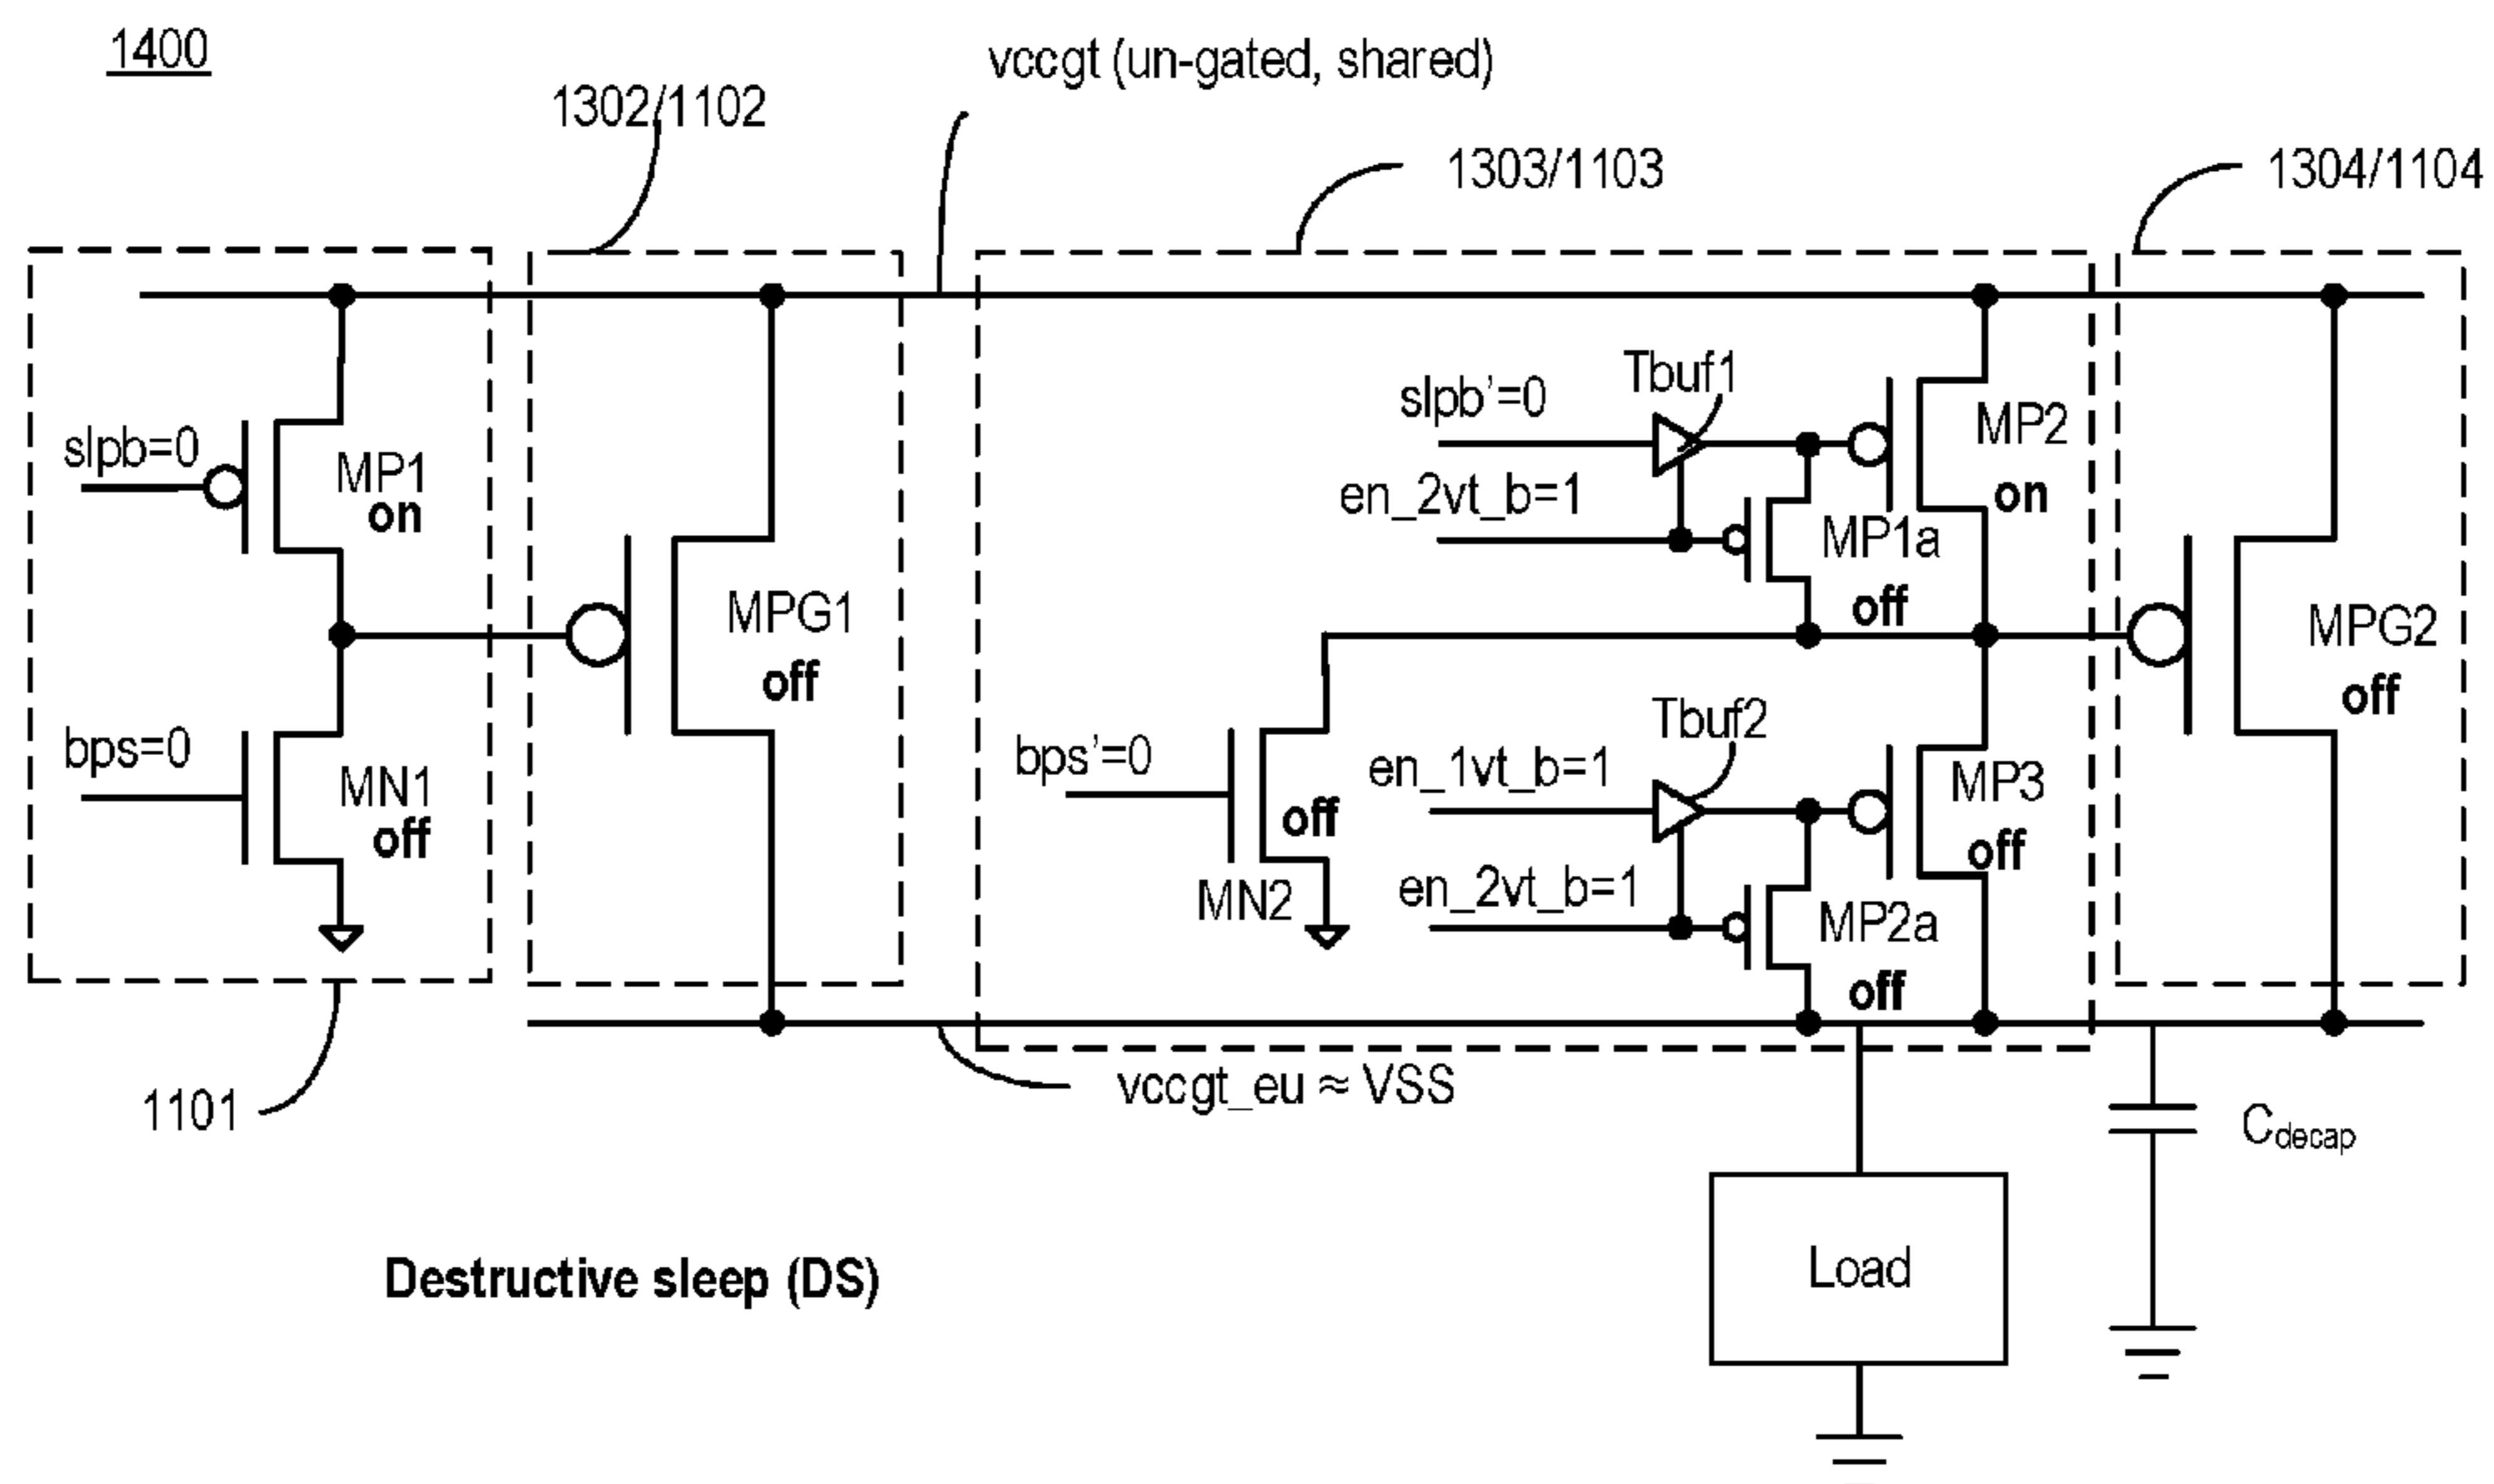 1400
vccgt (un-gated, shared)
1302/1102
1303/1103
1304/1104
slpb=0
MP1
on
bps=0
MN1
off
MPG1
off
slpb’=0
Tbuf1
MP2
on
en_2vt_b=1
MP1a
off
MPG2
off
bps’=0
off
MN2
Tbuf2
en_1vt_b=1
MP3
off
en_2vt_b=1
MP2a
off
1101
vccgt_eu ≈ VSS
Cdecap
Load
Destructive sleep (DS)